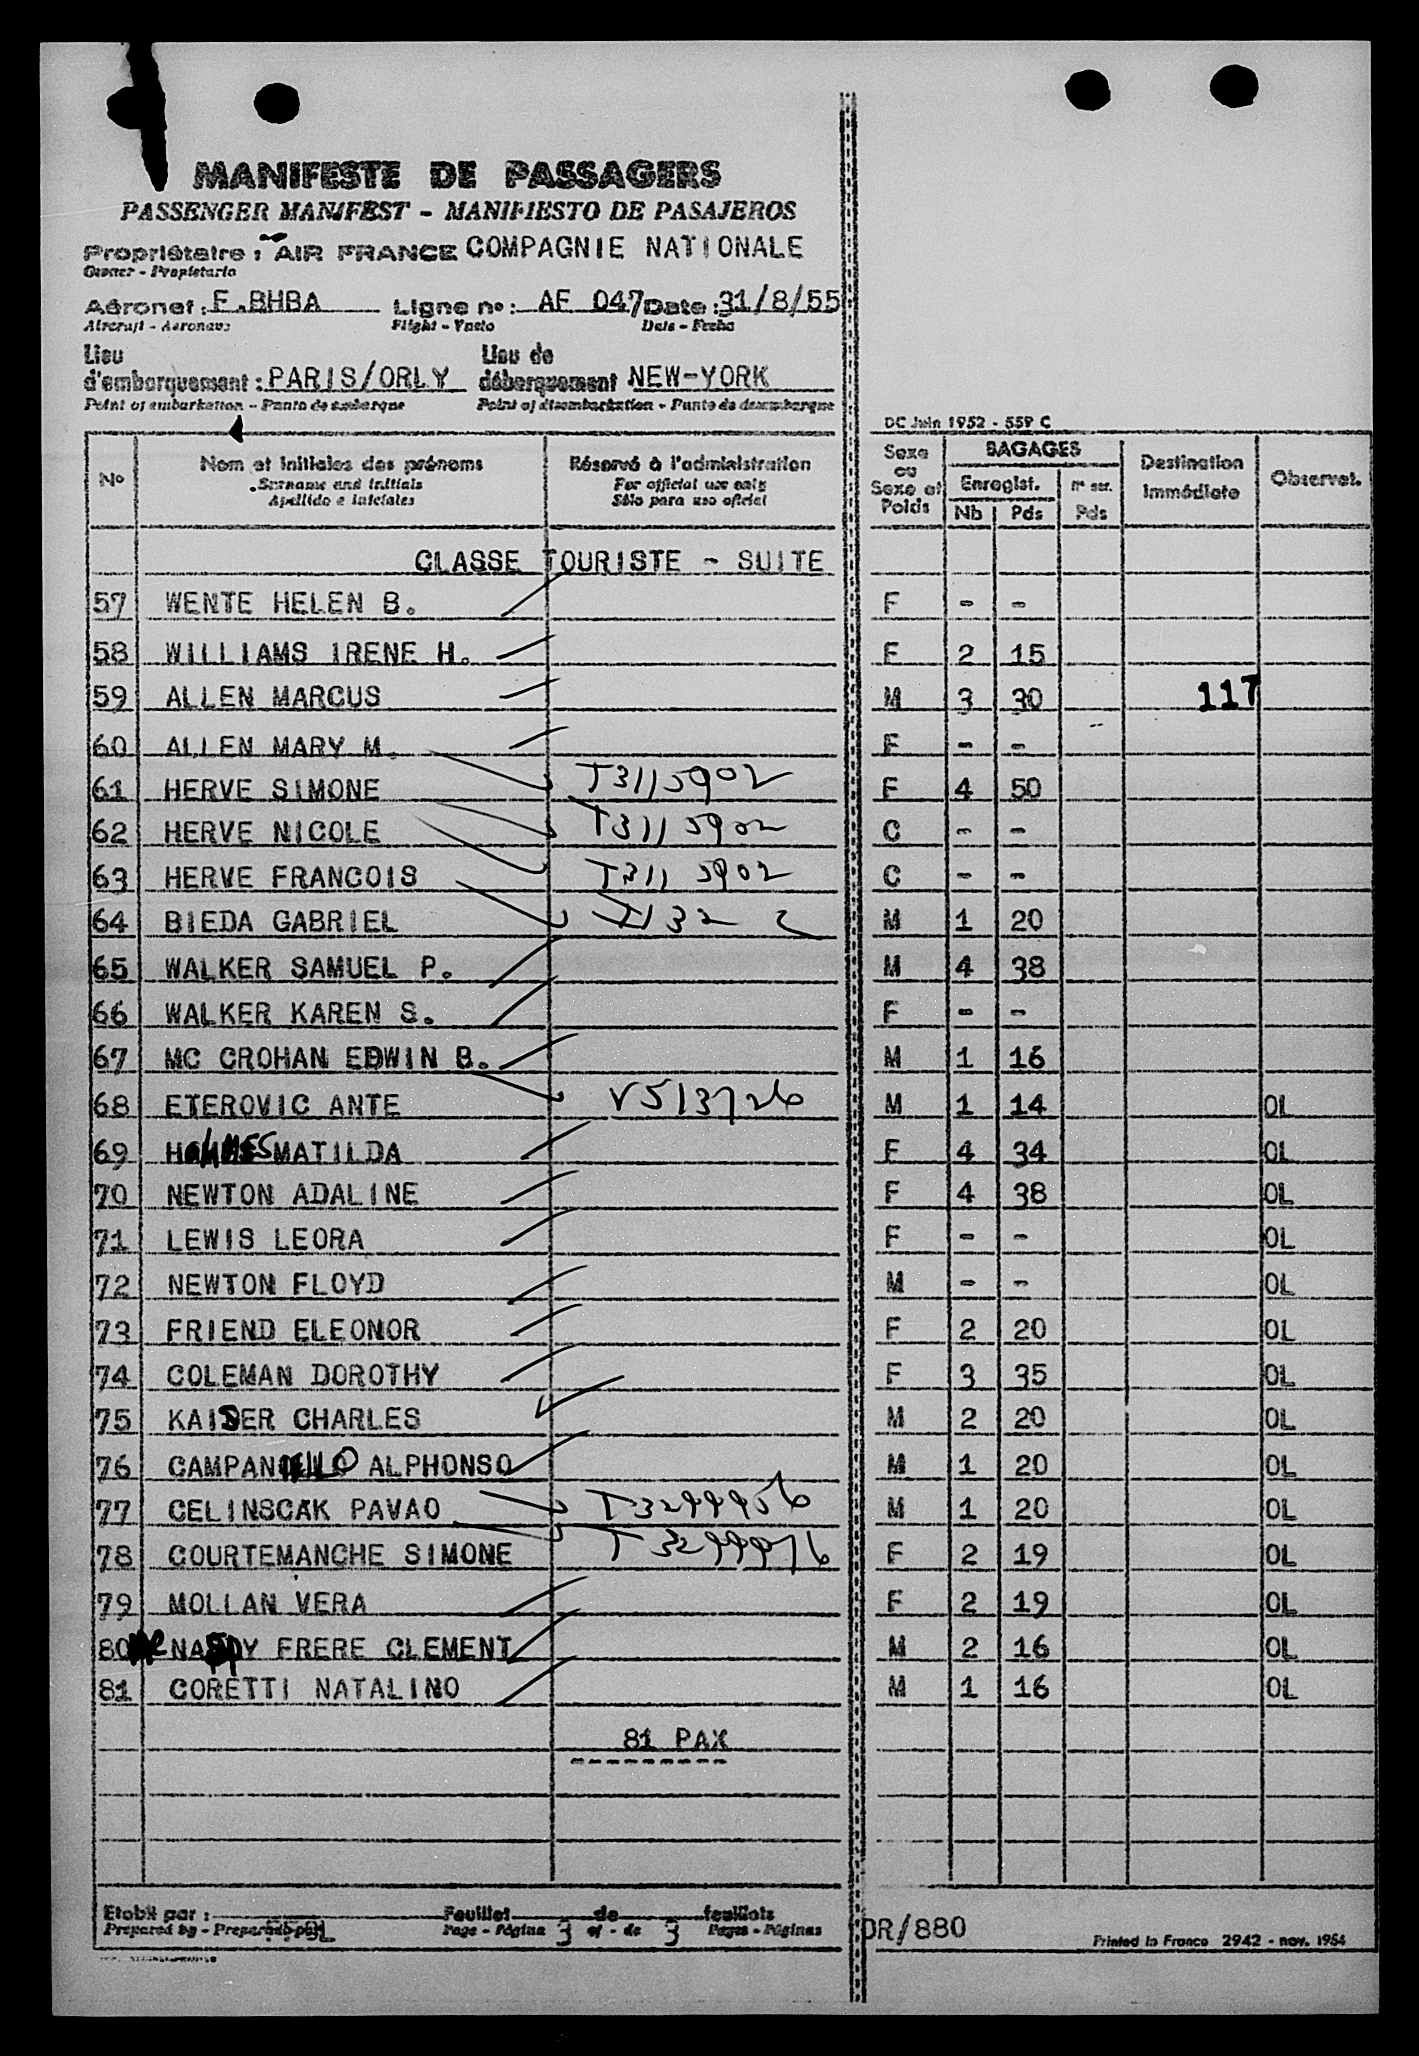 MANIFESTE DE PASSAGERS
PASSENGER MANIFEST - MANIFIESTO DE PASAJEROS
Propriétaire : AIR FRANCE COMPAGNIE NATIONALE
Owner - Propietario
Aéronef : F.BHBA Ligne n° : AF 047 Date : 31/8/55
Aircraft - Aeronave Flight - Vuelo Date - Fecha
Lieu Lieu de
d'embarquement : PARIS/ORLY débarquement NEW-YORK
Point of embarkation - Punto de embarque Point of disembarkation - Punto de desembarque
DC Juin 1952 - 559 C
N° Nom et initiales des prénoms Réservé à l'administration Sexe ou Sexe et Poids BAGAGES Destination immédiate Observat.
Surname and initials For official use only Enregist. n° ser.
Apellido e iniciales Sólo para uso oficial Nb Pds Pds
CLASSE TOURISTE - SUITE
57 WENTE HELEN B. F - -
58 WILLIAMS IRENE H. F 2 15
59 ALLEN MARCUS M 3 30 117
60 ALLEN MARY M. F - -
61 HERVE SIMONE T3115902 F 4 50
62 HERVE NICOLE T3115902 C - -
63 HERVE FRANCOIS T3115902 C - -
64 BIEDA GABRIEL M 1 20
65 WALKER SAMUEL P. M 4 38
66 WALKER KAREN S. F - -
67 MC CROHAN EDWIN B. M 1 16
68 ETEROVIC ANTE V513726 M 1 14 OL
69 HOLMES MATILDA F 4 34 OL
70 NEWTON ADALINE F 4 38 OL
71 LEWIS LEORA F - - OL
72 NEWTON FLOYD M - - OL
73 FRIEND ELEONOR F 2 20 OL
74 COLEMAN DOROTHY F 3 35 OL
75 KAISER CHARLES M 2 20 OL
76 ALPHONSO M 1 20 OL
77 CELINSCAK PAVAO T3299956 M 1 20 OL
78 COURTEMANCHE SIMONE T3299976 F 2 19 OL
79 MOLLAN VERA F 2 19 OL
80 FRERE CLEMENT M 2 16 OL
81 CORETTI NATALINO M 1 16 OL
81 PAX
Etabli par : Feuillet de feuillets
Prepared by - Preparado por Page - Página 3 of - de 3 Pages - Páginas
DR/880
Printed in France 2942 - nov. 1954